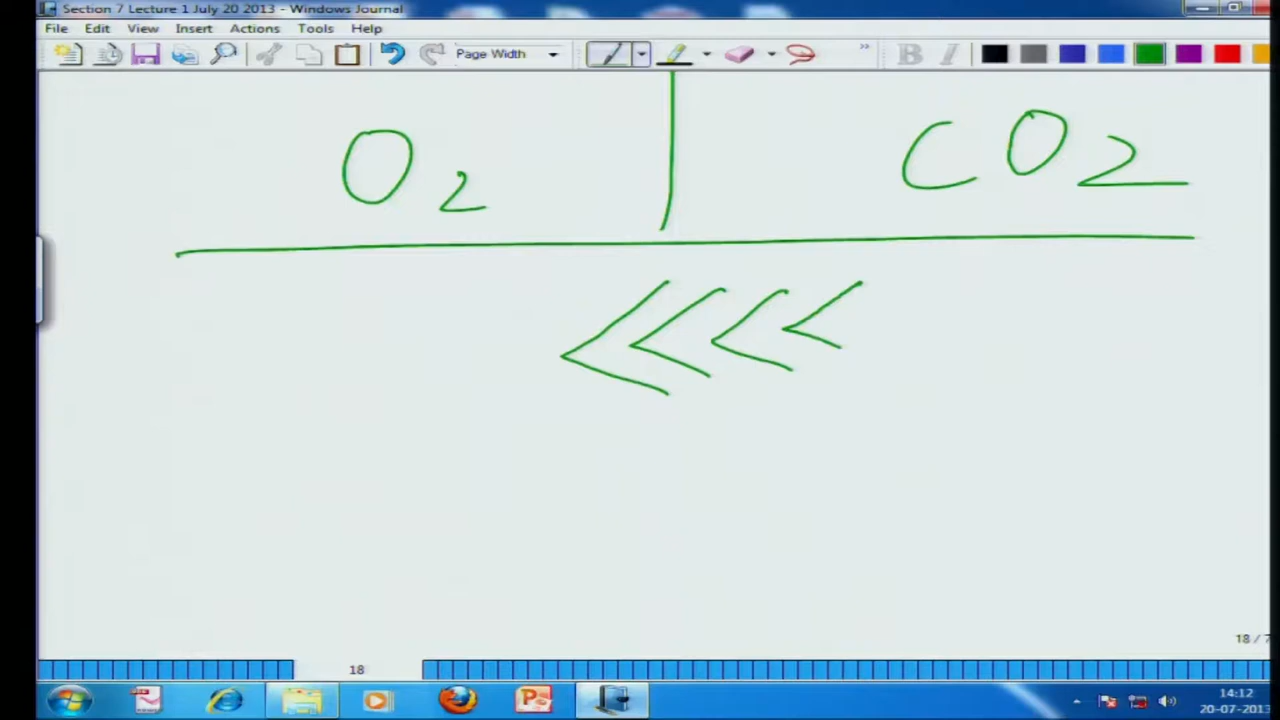 Section 7 Lecture 1 July 20 2013 - Windows Journal
File Edit View Insert Actions Tools Help
Page Width
B I
O2 | CO2
<<<<
18 / 7
18
14:12
20-07-2013